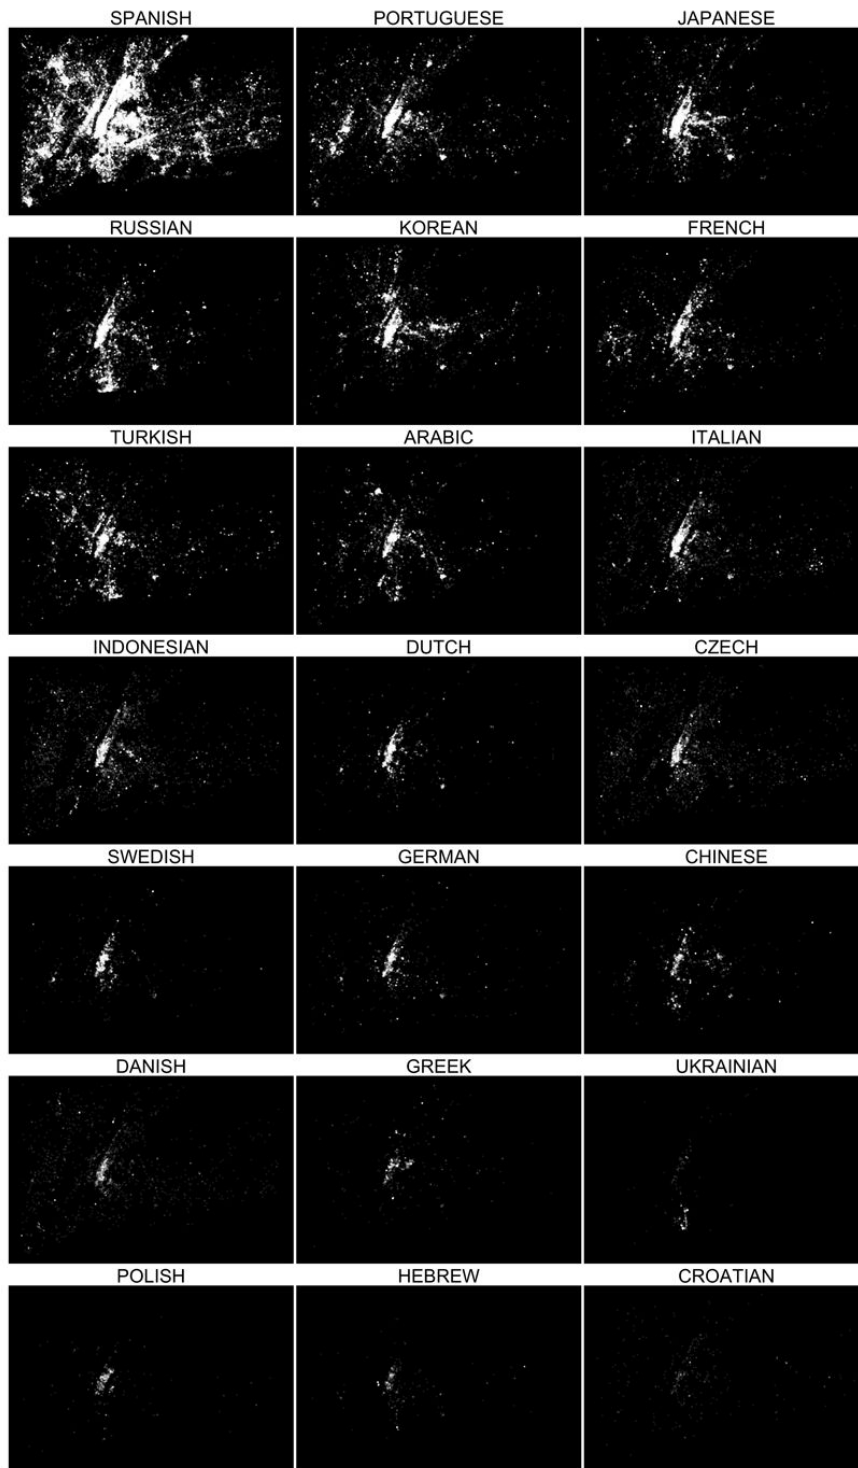 SPANISH PORTUGUESE JAPANESE
RUSSIAN KOREAN FRENCH
TURKISH ARABIC ITALIAN
INDONESIAN DUTCH CZECH
SWEDISH GERMAN CHINESE
DANISH GREEK UKRAINIAN
POLISH HEBREW CROATIAN